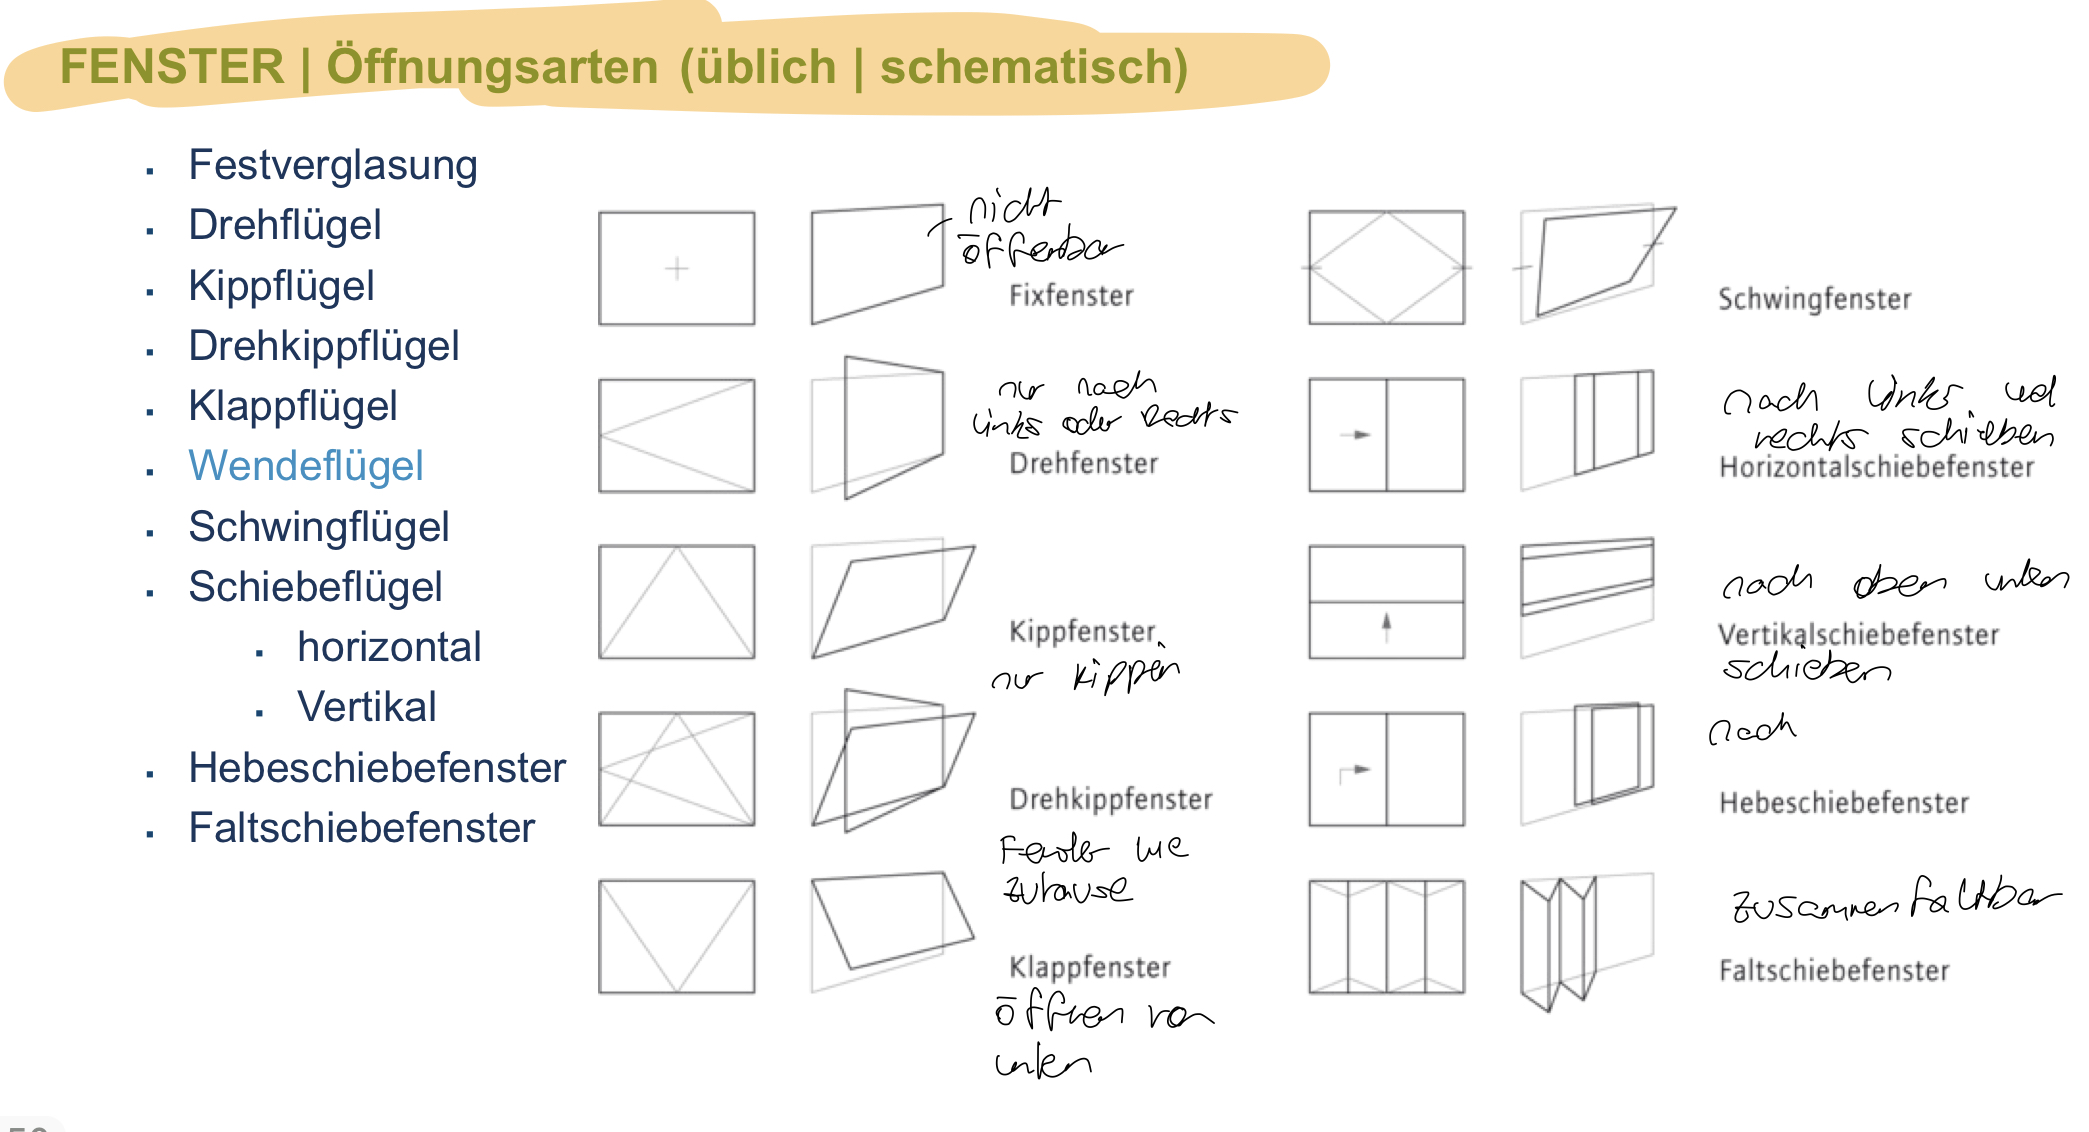 FENSTER | Öffnungsarten (üblich | schematisch)
Festverglasung
Drehflügel
Kippflügel
Drehkippflügel
Klappflügel
Wendeflügel
Schwingflügel
Schiebeflügel
horizontal
Vertikal
Hebeschiebefenster
Faltschiebefenster
nicht
öffenbar
Fixfenster
nur nach
links oder Rechts
Drehfenster
Kippfenster
nur kippen
Drehkippfenster
Fenster wie
zuhause
Klappfenster
öffnen von
unten
Schwingfenster
nach links und
rechts schieben
Horizontalschiebefenster
nach oben unten
Vertikalschiebefenster
schieben
nach
Hebeschiebefenster
zusammenfaltbar
Faltschiebefenster